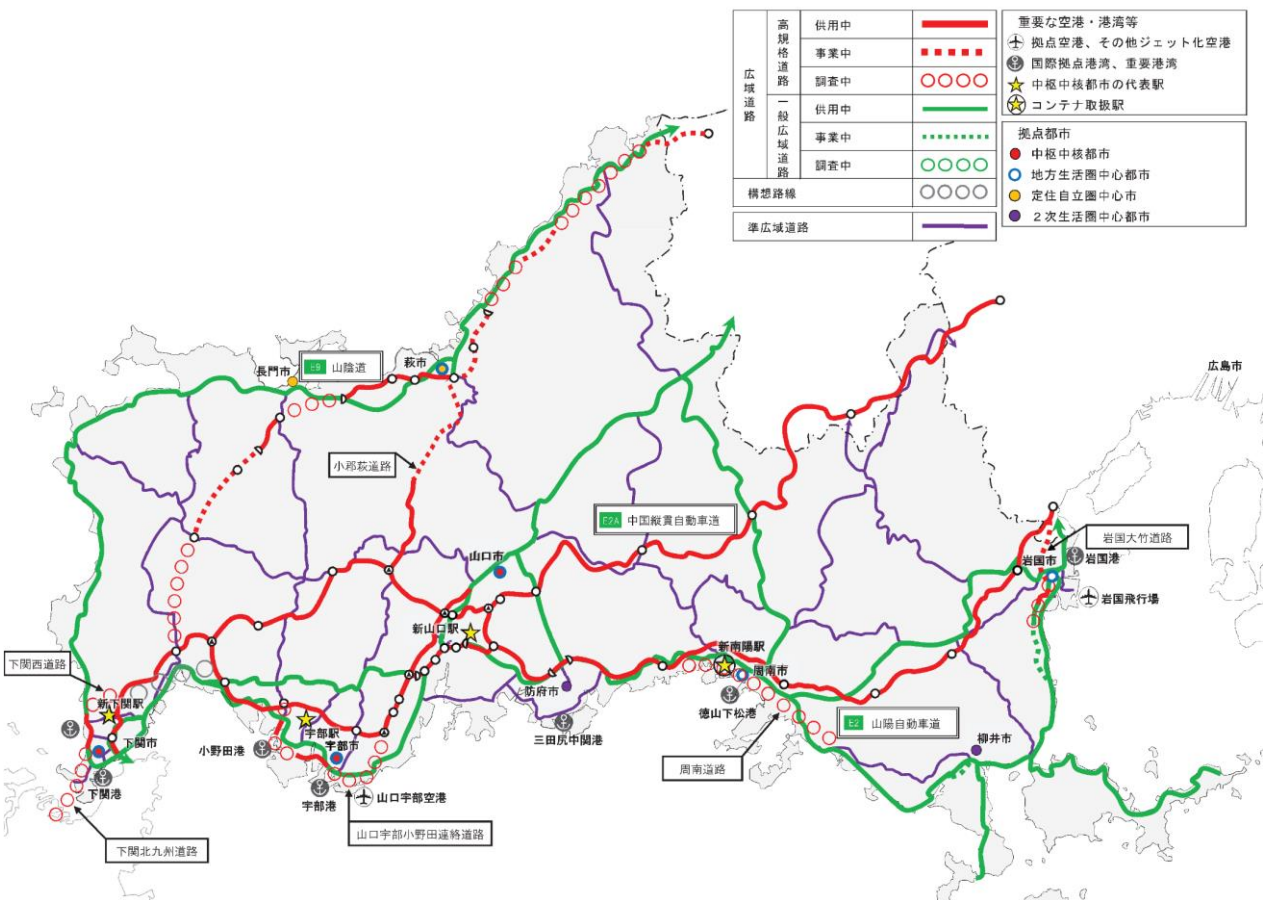 広域道路
高規格道路
供用中
事業中
調査中
一般広域道路
供用中
事業中
調査中
構想路線
準広域道路
重要な空港・港湾等
拠点空港、その他ジェット化空港
国際拠点港湾、重要港湾
中枢中核都市の代表駅
コンテナ取扱駅
拠点都市
中枢中核都市
地方生活圏中心都市
定住自立圏中心市
2次生活圏中心都市
長門市
E9 山陰道
萩市
広島市
小郡萩道路
E2A 中国縦貫自動車道
岩国大竹道路
岩国市
岩国港
岩国飛行場
山口市
新山口駅
新南陽駅
周南市
下関西道路
新下関駅
防府市
徳山下松港
E2 山陽自動車道
三田尻中関港
宇部駅
宇部市
小野田港
下関市
柳井市
周南道路
下関港
宇部港
山口宇部空港
山口宇部小野田連絡道路
下関北九州道路